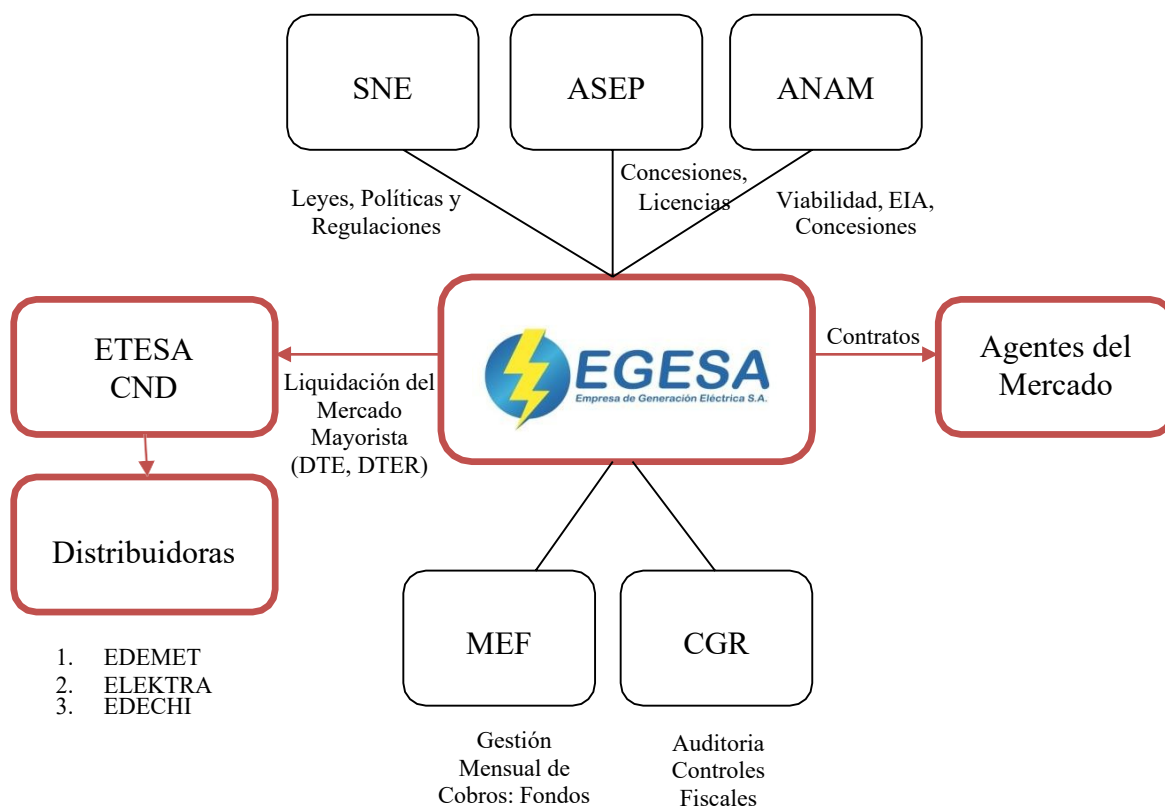 SNE
ASEP
ANAM
Leyes, Políticas y
Regulaciones
Concesiones,
Licencias
Viabilidad, EIA,
Concesiones
ETESA
CND
Liquidación del
Mercado
Mayorista
(DTE, DTER)
EGESA
Empresa de Generación Eléctrica S.A.
Contratos
Agentes del
Mercado
Distribuidoras
1. EDEMET
2. ELEKTRA
3. EDECHI
MEF
CGR
Gestión
Mensual de
Cobros: Fondos
Auditoria
Controles
Fiscales